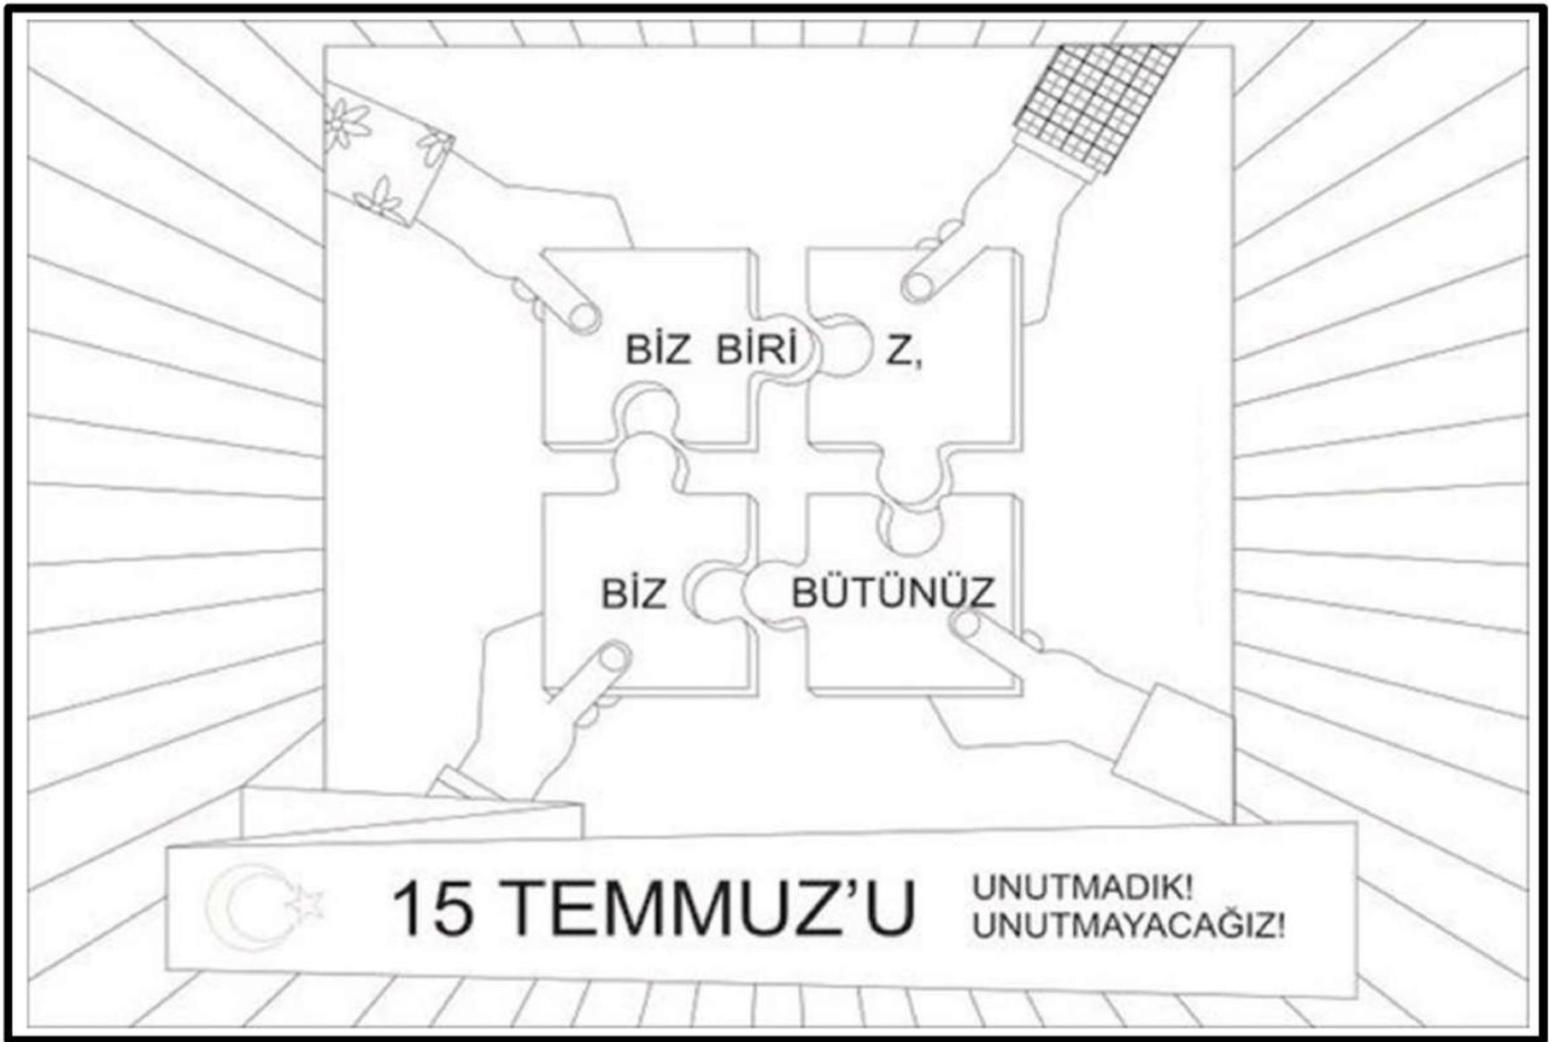 BİZ BİRİ Z,
BİZ BÜTÜNÜZ
15 TEMMUZ’U
UNUTMADIK!
UNUTMAYACAĞIZ!